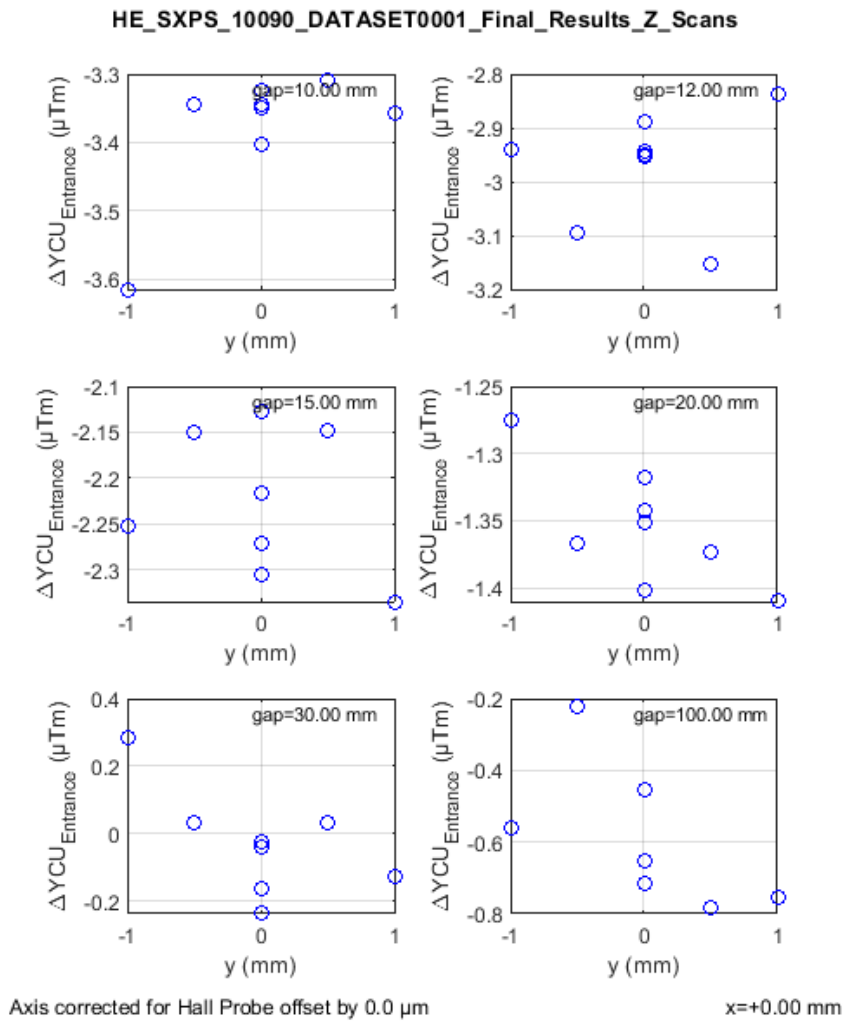 HE_SXPS_10090_DATASET0001_Final_Results_Z_Scans
gap=10.00 mm
-3.3
-3.4
-3.5
-3.6
ΔYCU_Entrance (µTm)
-1 0 1
y (mm)
gap=12.00 mm
-2.8
-2.9
-3
-3.1
-3.2
ΔYCU_Entrance (µTm)
-1 0 1
y (mm)
gap=15.00 mm
-2.1
-2.15
-2.2
-2.25
-2.3
ΔYCU_Entrance (µTm)
-1 0 1
y (mm)
gap=20.00 mm
-1.25
-1.3
-1.35
-1.4
ΔYCU_Entrance (µTm)
-1 0 1
y (mm)
gap=30.00 mm
0.4
0.2
0
-0.2
ΔYCU_Entrance (µTm)
-1 0 1
y (mm)
gap=100.00 mm
-0.2
-0.4
-0.6
-0.8
ΔYCU_Entrance (µTm)
-1 0 1
y (mm)
Axis corrected for Hall Probe offset by 0.0 µm
x=+0.00 mm